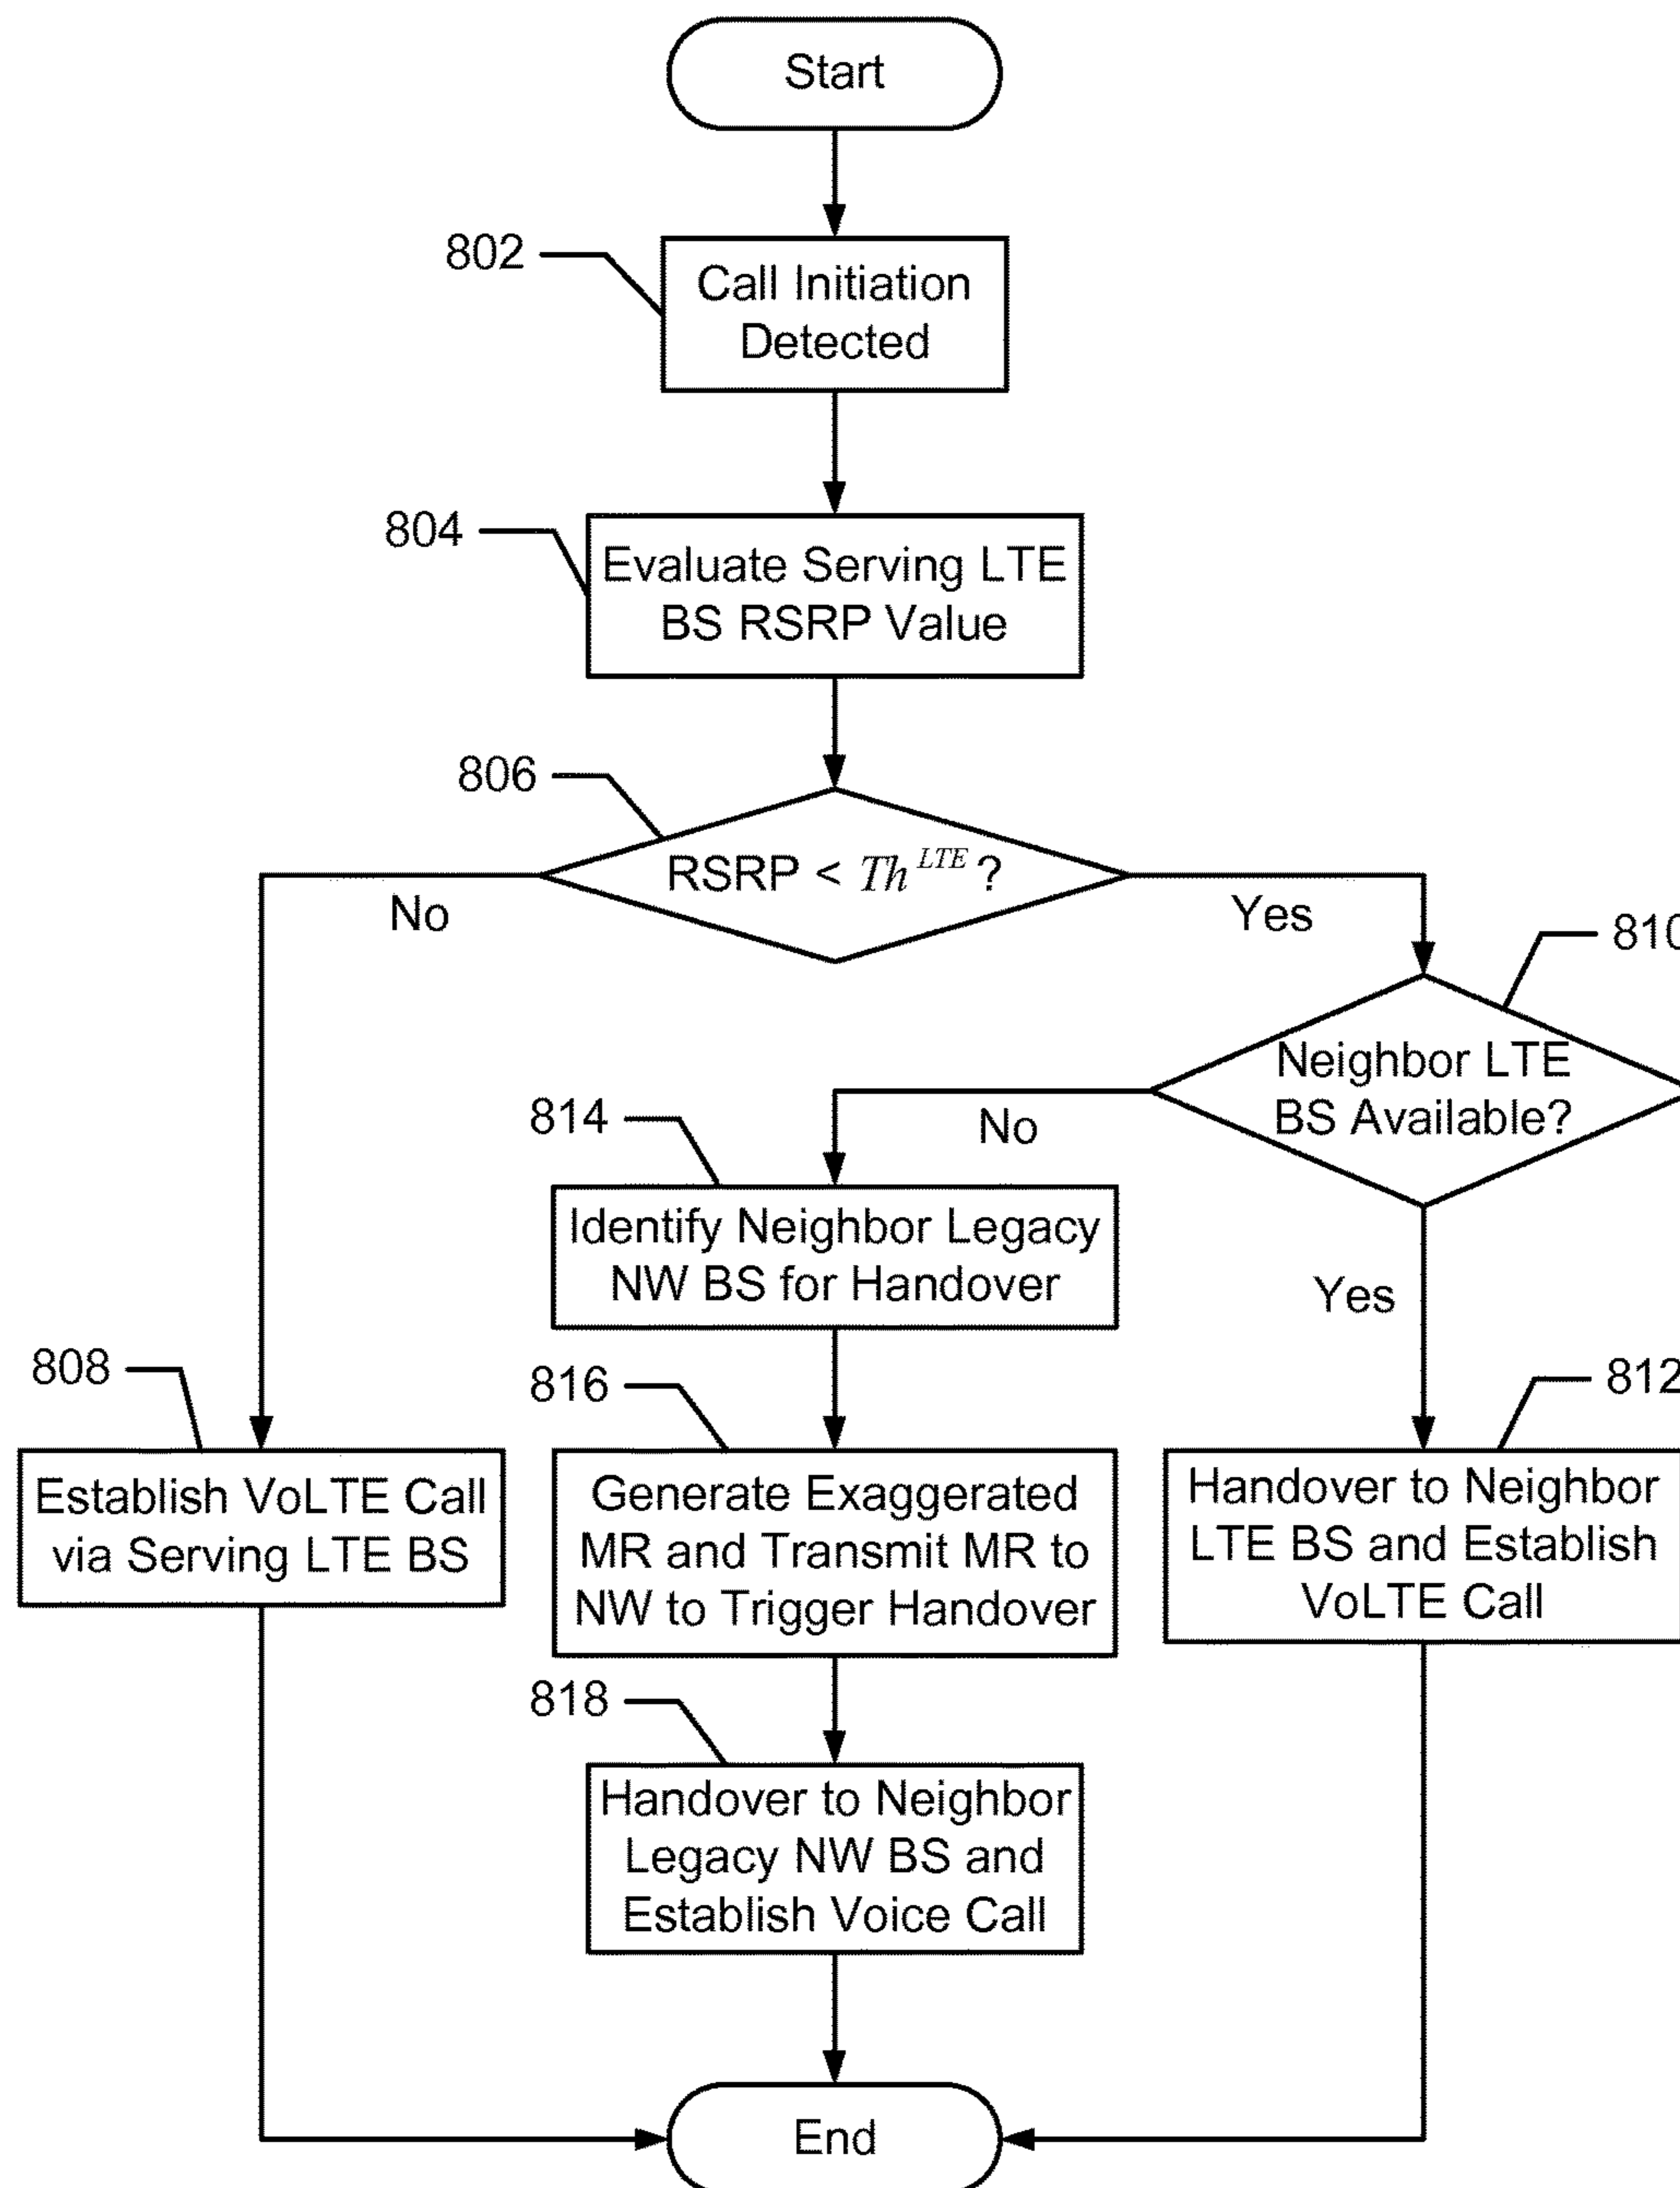 Start
802
Call Initiation
Detected
804
Evaluate Serving LTE
BS RSRP Value
806
RSRP < Th^LTE ?
No
Yes
810
Neighbor LTE
BS Available?
No
Yes
814
Identify Neighbor Legacy
NW BS for Handover
808
Establish VoLTE Call
via Serving LTE BS
816
Generate Exaggerated
MR and Transmit MR to
NW to Trigger Handover
812
Handover to Neighbor
LTE BS and Establish
VoLTE Call
818
Handover to Neighbor
Legacy NW BS and
Establish Voice Call
End